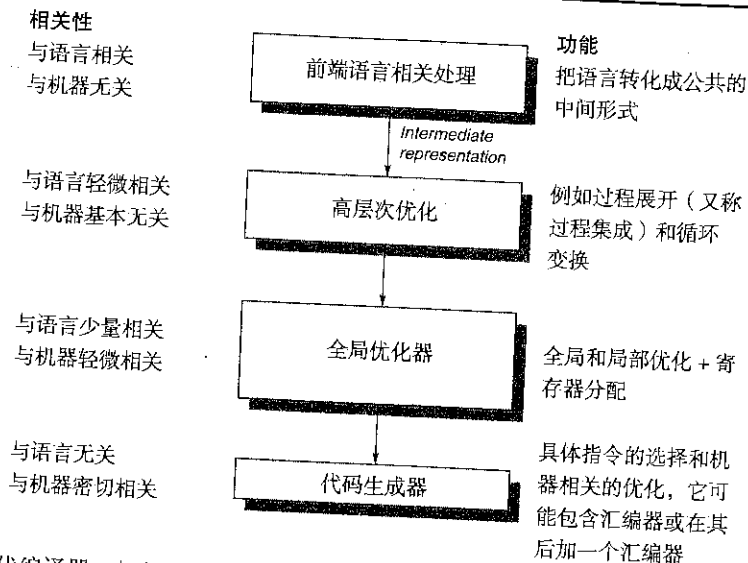 相关性
与语言相关
与机器无关
前端语言相关处理
功能
把语言转化成公共的
中间形式
Intermediate
representation
与语言轻微相关
与机器基本无关
高层次优化
例如过程展开（又称
过程集成）和循环
变换
与语言少量相关
与机器轻微相关
全局优化器
全局和局部优化 + 寄
存器分配
与语言无关
与机器密切相关
代码生成器
具体指令的选择和机
器相关的优化，它可
能包含汇编器或在其
后加一个汇编器
代编译器